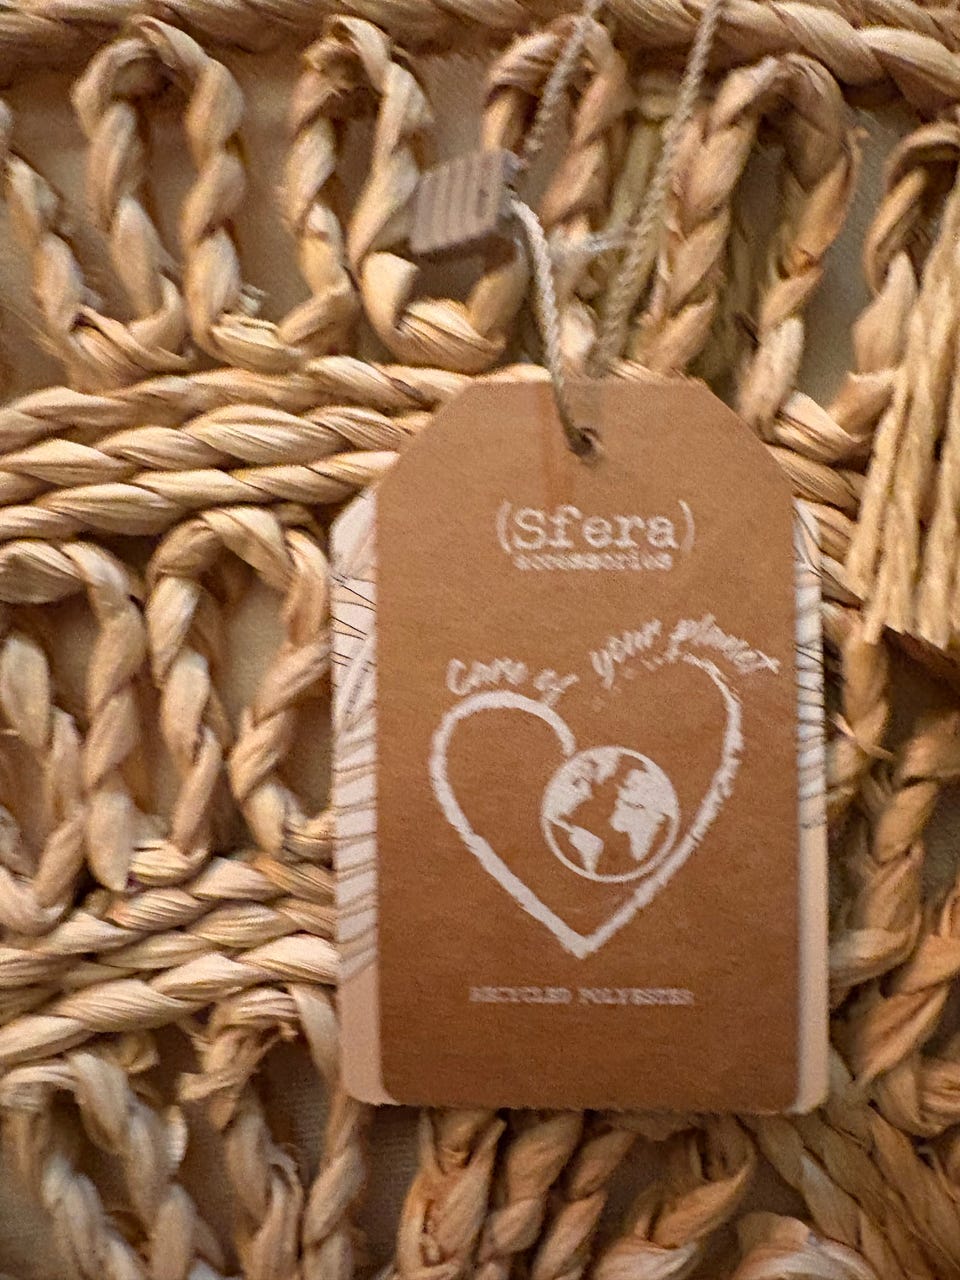 (Sfera)
accessories
Care of your planet
RECYCLED POLYESTER